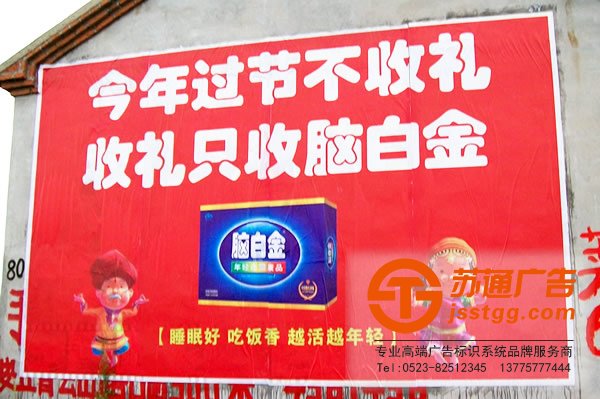 今年过节不收礼
收礼只收脑白金
脑白金
【睡眠好 吃饭香 越活越年轻】
80
苏通广告
jsstgg.com
专业高端广告标识系统品牌服务商
Tel:0523-82512345 13775777444